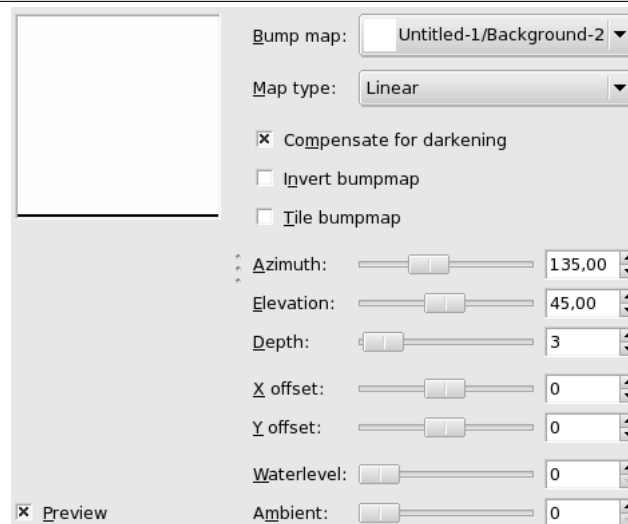 Bump map: Untitled-1/Background-2
Map type: Linear
Compensate for darkening
Invert bumpmap
Tile bumpmap
Azimuth: 135,00
Elevation: 45,00
Depth: 3
X offset: 0
Y offset: 0
Waterlevel: 0
Preview
Ambient: 0